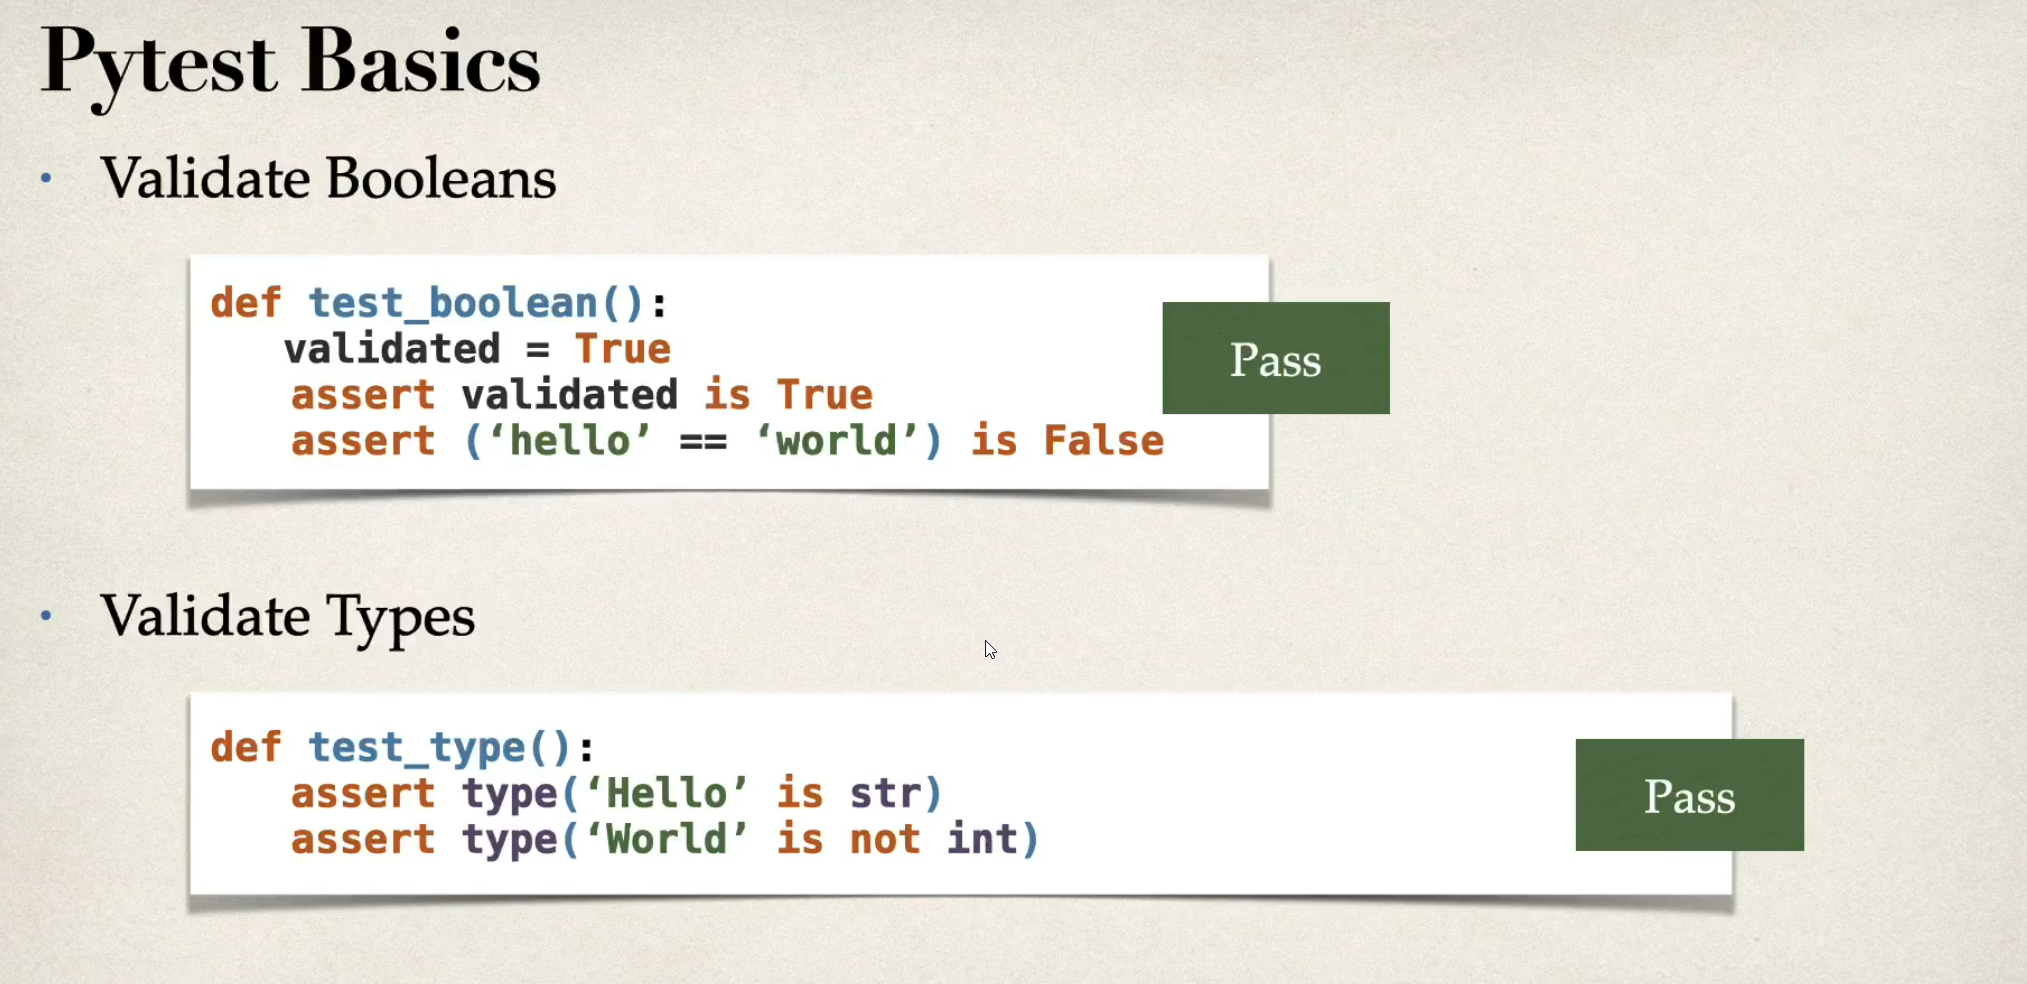 Pytest Basics
• Validate Booleans
def test_boolean():
validated = True
assert validated is True
assert (‘hello’ == ‘world’) is False
Pass
• Validate Types
def test_type():
assert type(‘Hello’ is str)
assert type(‘World’ is not int)
Pass